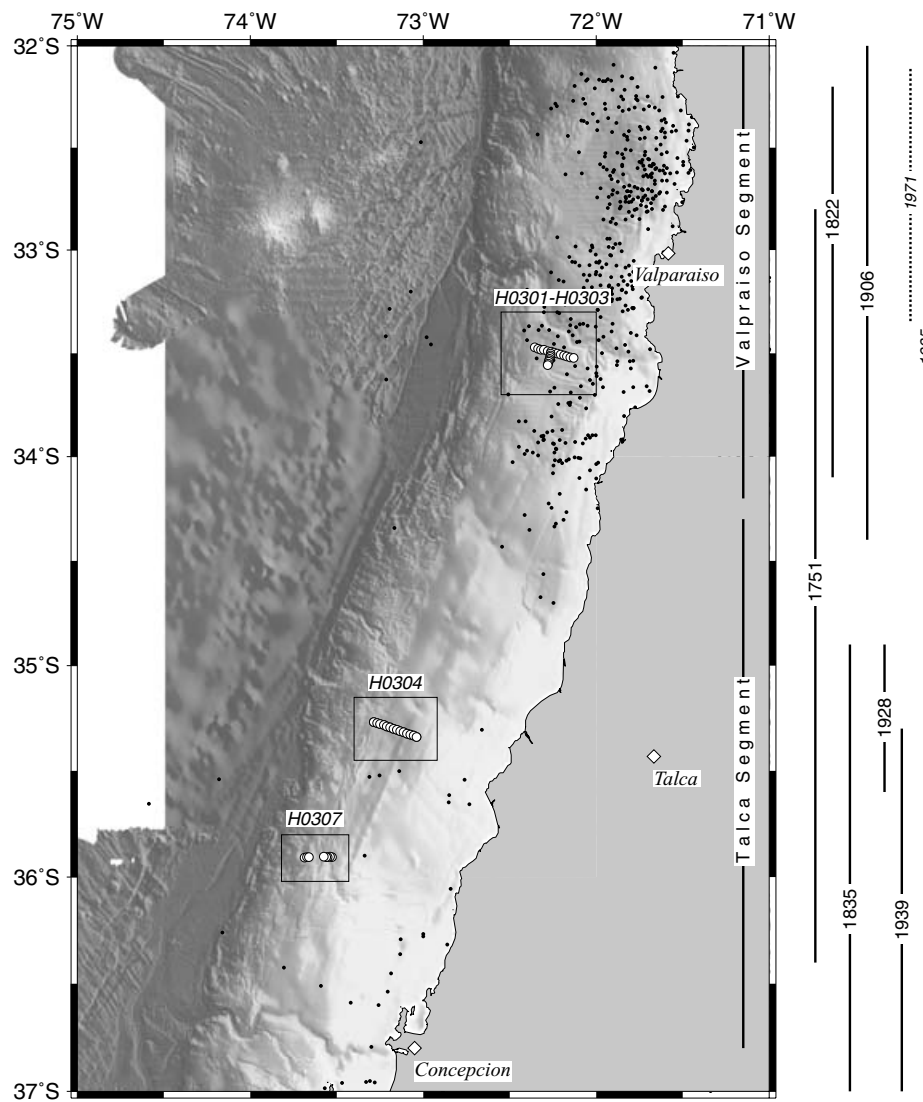 75°W 74°W 73°W 72°W 71°W
32°S
33°S
34°S
35°S
36°S
37°S
Valparaiso
H0301-H0303
H0304
Talca
H0307
Concepcion
Valpraiso Segment
Talca Segment
1751
1822
1835
1906
1928
1939
1971